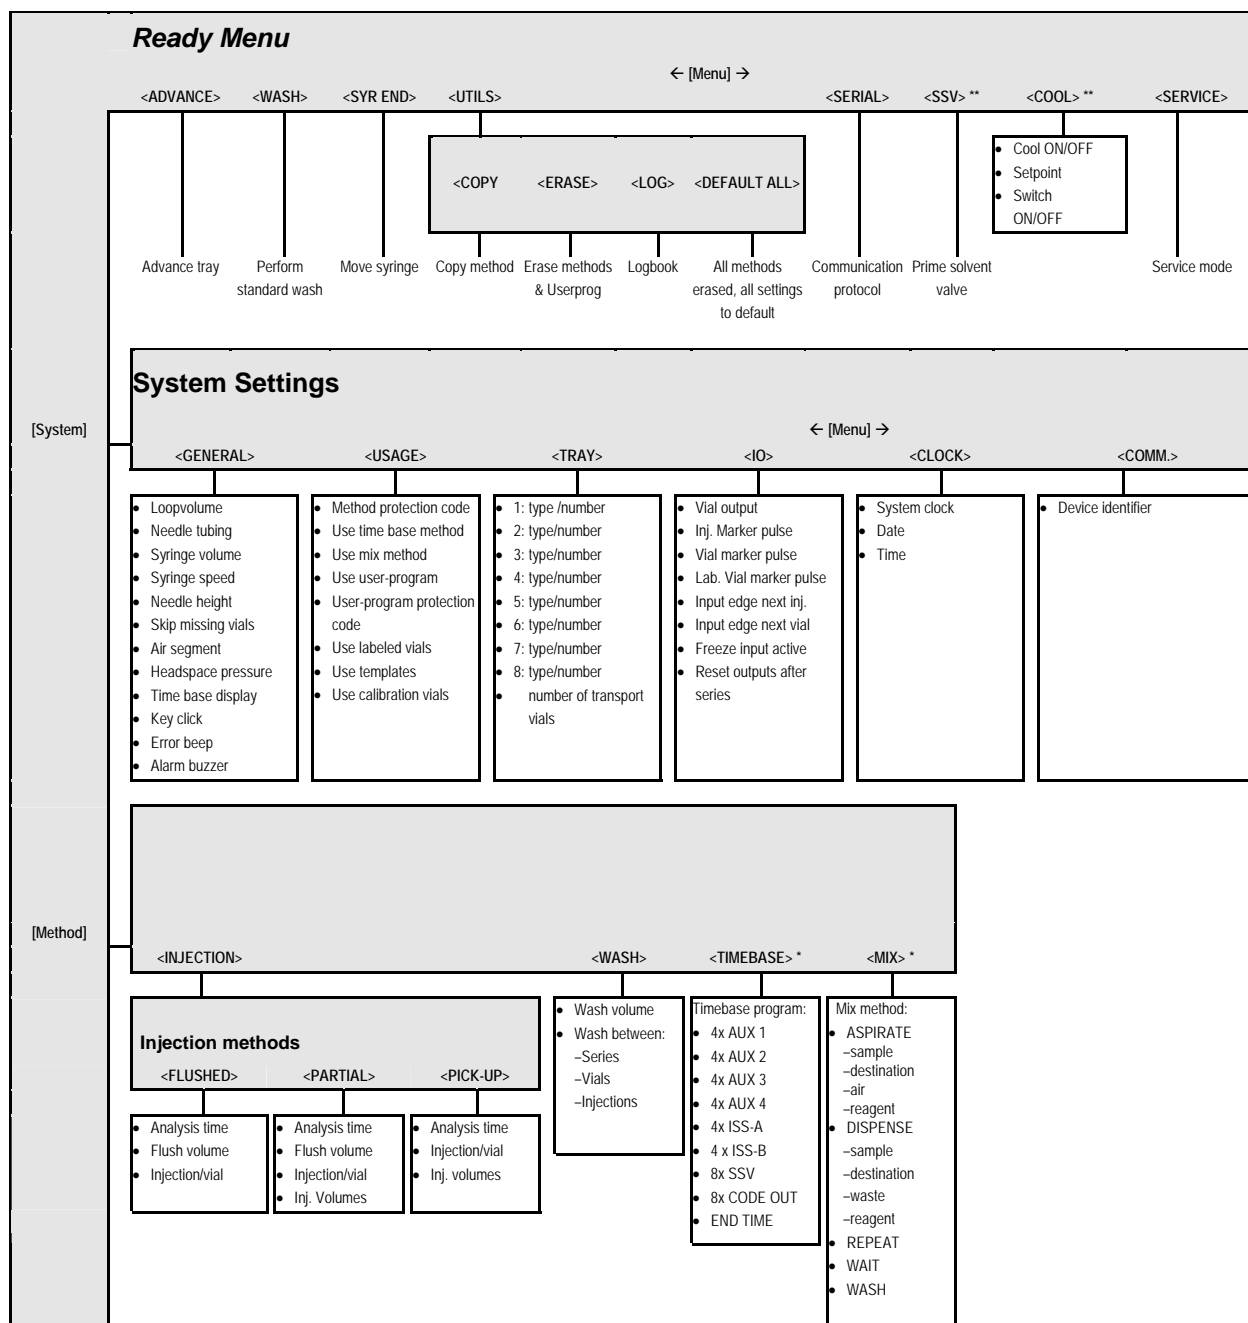 Ready Menu
← [Menu] →
<ADVANCE> <WASH> <SYR END> <UTILS> <SERIAL> <SSV> ** <COOL> ** <SERVICE>
• Cool ON/OFF
• Setpoint
• Switch
ON/OFF
<COPY <ERASE> <LOG> <DEFAULT ALL>
Advance tray
Perform
standard wash
Move syringe
Copy method
Erase methods
& Userprog
Logbook
All methods
erased, all settings
to default
Communication
protocol
Prime solvent
valve
Service mode
System Settings
[System]
← [Menu] →
<GENERAL> <USAGE> <TRAY> <IO> <CLOCK> <COMM.>
• Loopvolume
• Needle tubing
• Syringe volume
• Syringe speed
• Needle height
• Skip missing vials
• Air segment
• Headspace pressure
• Time base display
• Key click
• Error beep
• Alarm buzzer
• Method protection code
• Use time base method
• Use mix method
• Use user-program
• User-program protection
code
• Use labeled vials
• Use templates
• Use calibration vials
• 1: type /number
• 2: type/number
• 3: type/number
• 4: type/number
• 5: type/number
• 6: type/number
• 7: type/number
• 8: type/number
• number of transport
vials
• Vial output
• Inj. Marker pulse
• Vial marker pulse
• Lab. Vial marker pulse
• Input edge next inj.
• Input edge next vial
• Freeze input active
• Reset outputs after
series
• System clock
• Date
• Time
• Device identifier
[Method]
<INJECTION> <WASH> <TIMEBASE> * <MIX> *
Injection methods
<FLUSHED> <PARTIAL> <PICK-UP>
• Analysis time
• Flush volume
• Injection/vial
• Analysis time
• Flush volume
• Injection/vial
• Inj. Volumes
• Analysis time
• Injection/vial
• Inj. volumes
• Wash volume
• Wash between:
–Series
–Vials
–Injections
Timebase program:
• 4x AUX 1
• 4x AUX 2
• 4x AUX 3
• 4x AUX 4
• 4x ISS-A
• 4 x ISS-B
• 8x SSV
• 8x CODE OUT
• END TIME
Mix method:
• ASPIRATE
–sample
–destination
–air
–reagent
• DISPENSE
–sample
–destination
–waste
–reagent
• REPEAT
• WAIT
• WASH